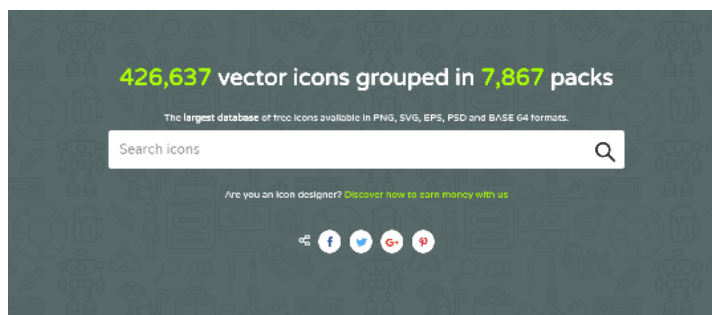 426,637 vector icons grouped in 7,867 packs
The largest database of free icons available in PNG, SVG, EPS, PSD and BASE 64 formats.
Search icons
Are you an icon designer? Discover how to earn money with us
f G+ p